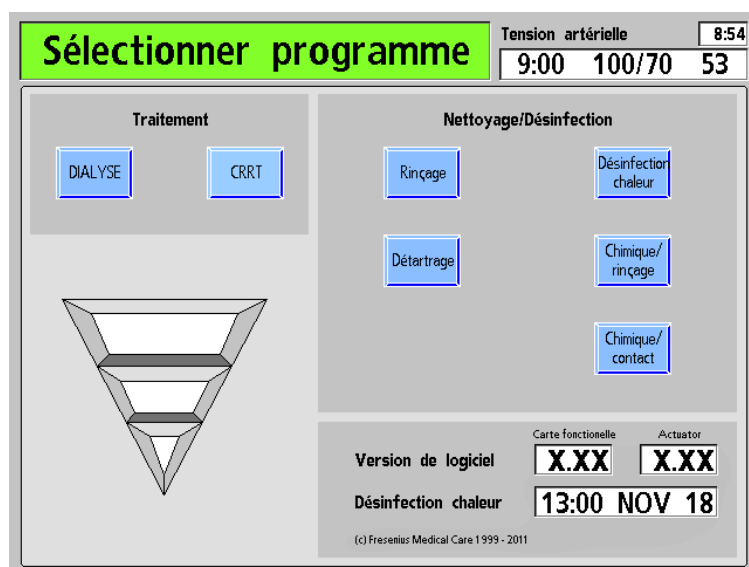 Sélectionner programme
Tension artérielle
8:54
9:00 100/70 53
Traitement
DIALYSE
CRRT
Nettoyage/Désinfection
Rinçage
Désinfection
chaleur
Détartrage
Chimique/
rinçage
Chimique/
contact
Carte fonctionelle
Actuator
Version de logiciel
X.XX
X.XX
Désinfection chaleur
13:00 NOV 18
(c) Fresenius Medical Care 1999 - 2011